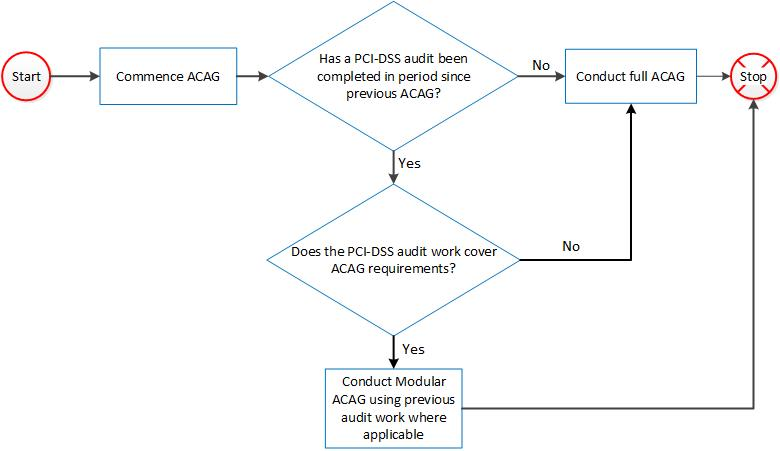 Start
Commence ACAG
Has a PCI-DSS audit been
completed in period since
previous ACAG?
No
Conduct full ACAG
Stop
Yes
Does the PCI-DSS audit work cover
ACAG requirements?
No
Yes
Conduct Modular
ACAG using previous
audit work where
applicable